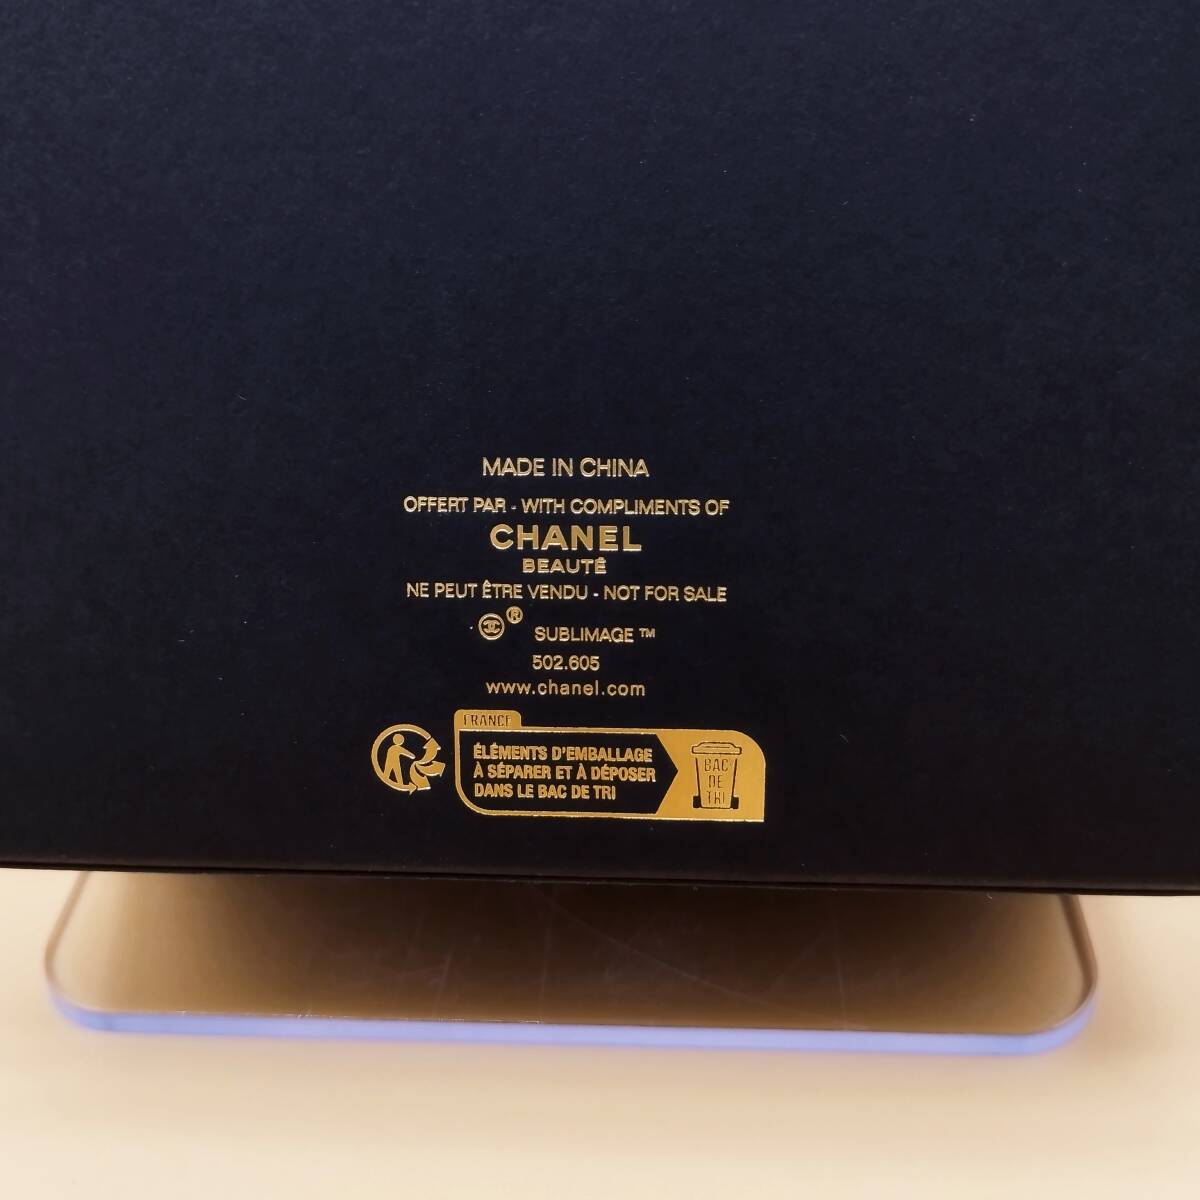 MADE IN CHINA
OFFERT PAR - WITH COMPLIMENTS OF
CHANEL
BEAUTÉ
NE PEUT ÊTRE VENDU - NOT FOR SALE
® SUBLIMAGE ™
502.605
www.chanel.com
FRANCE
ÉLÉMENTS D'EMBALLAGE
À SÉPARER ET À DÉPOSER
DANS LE BAC DE TRI
BAC
DE
TRI